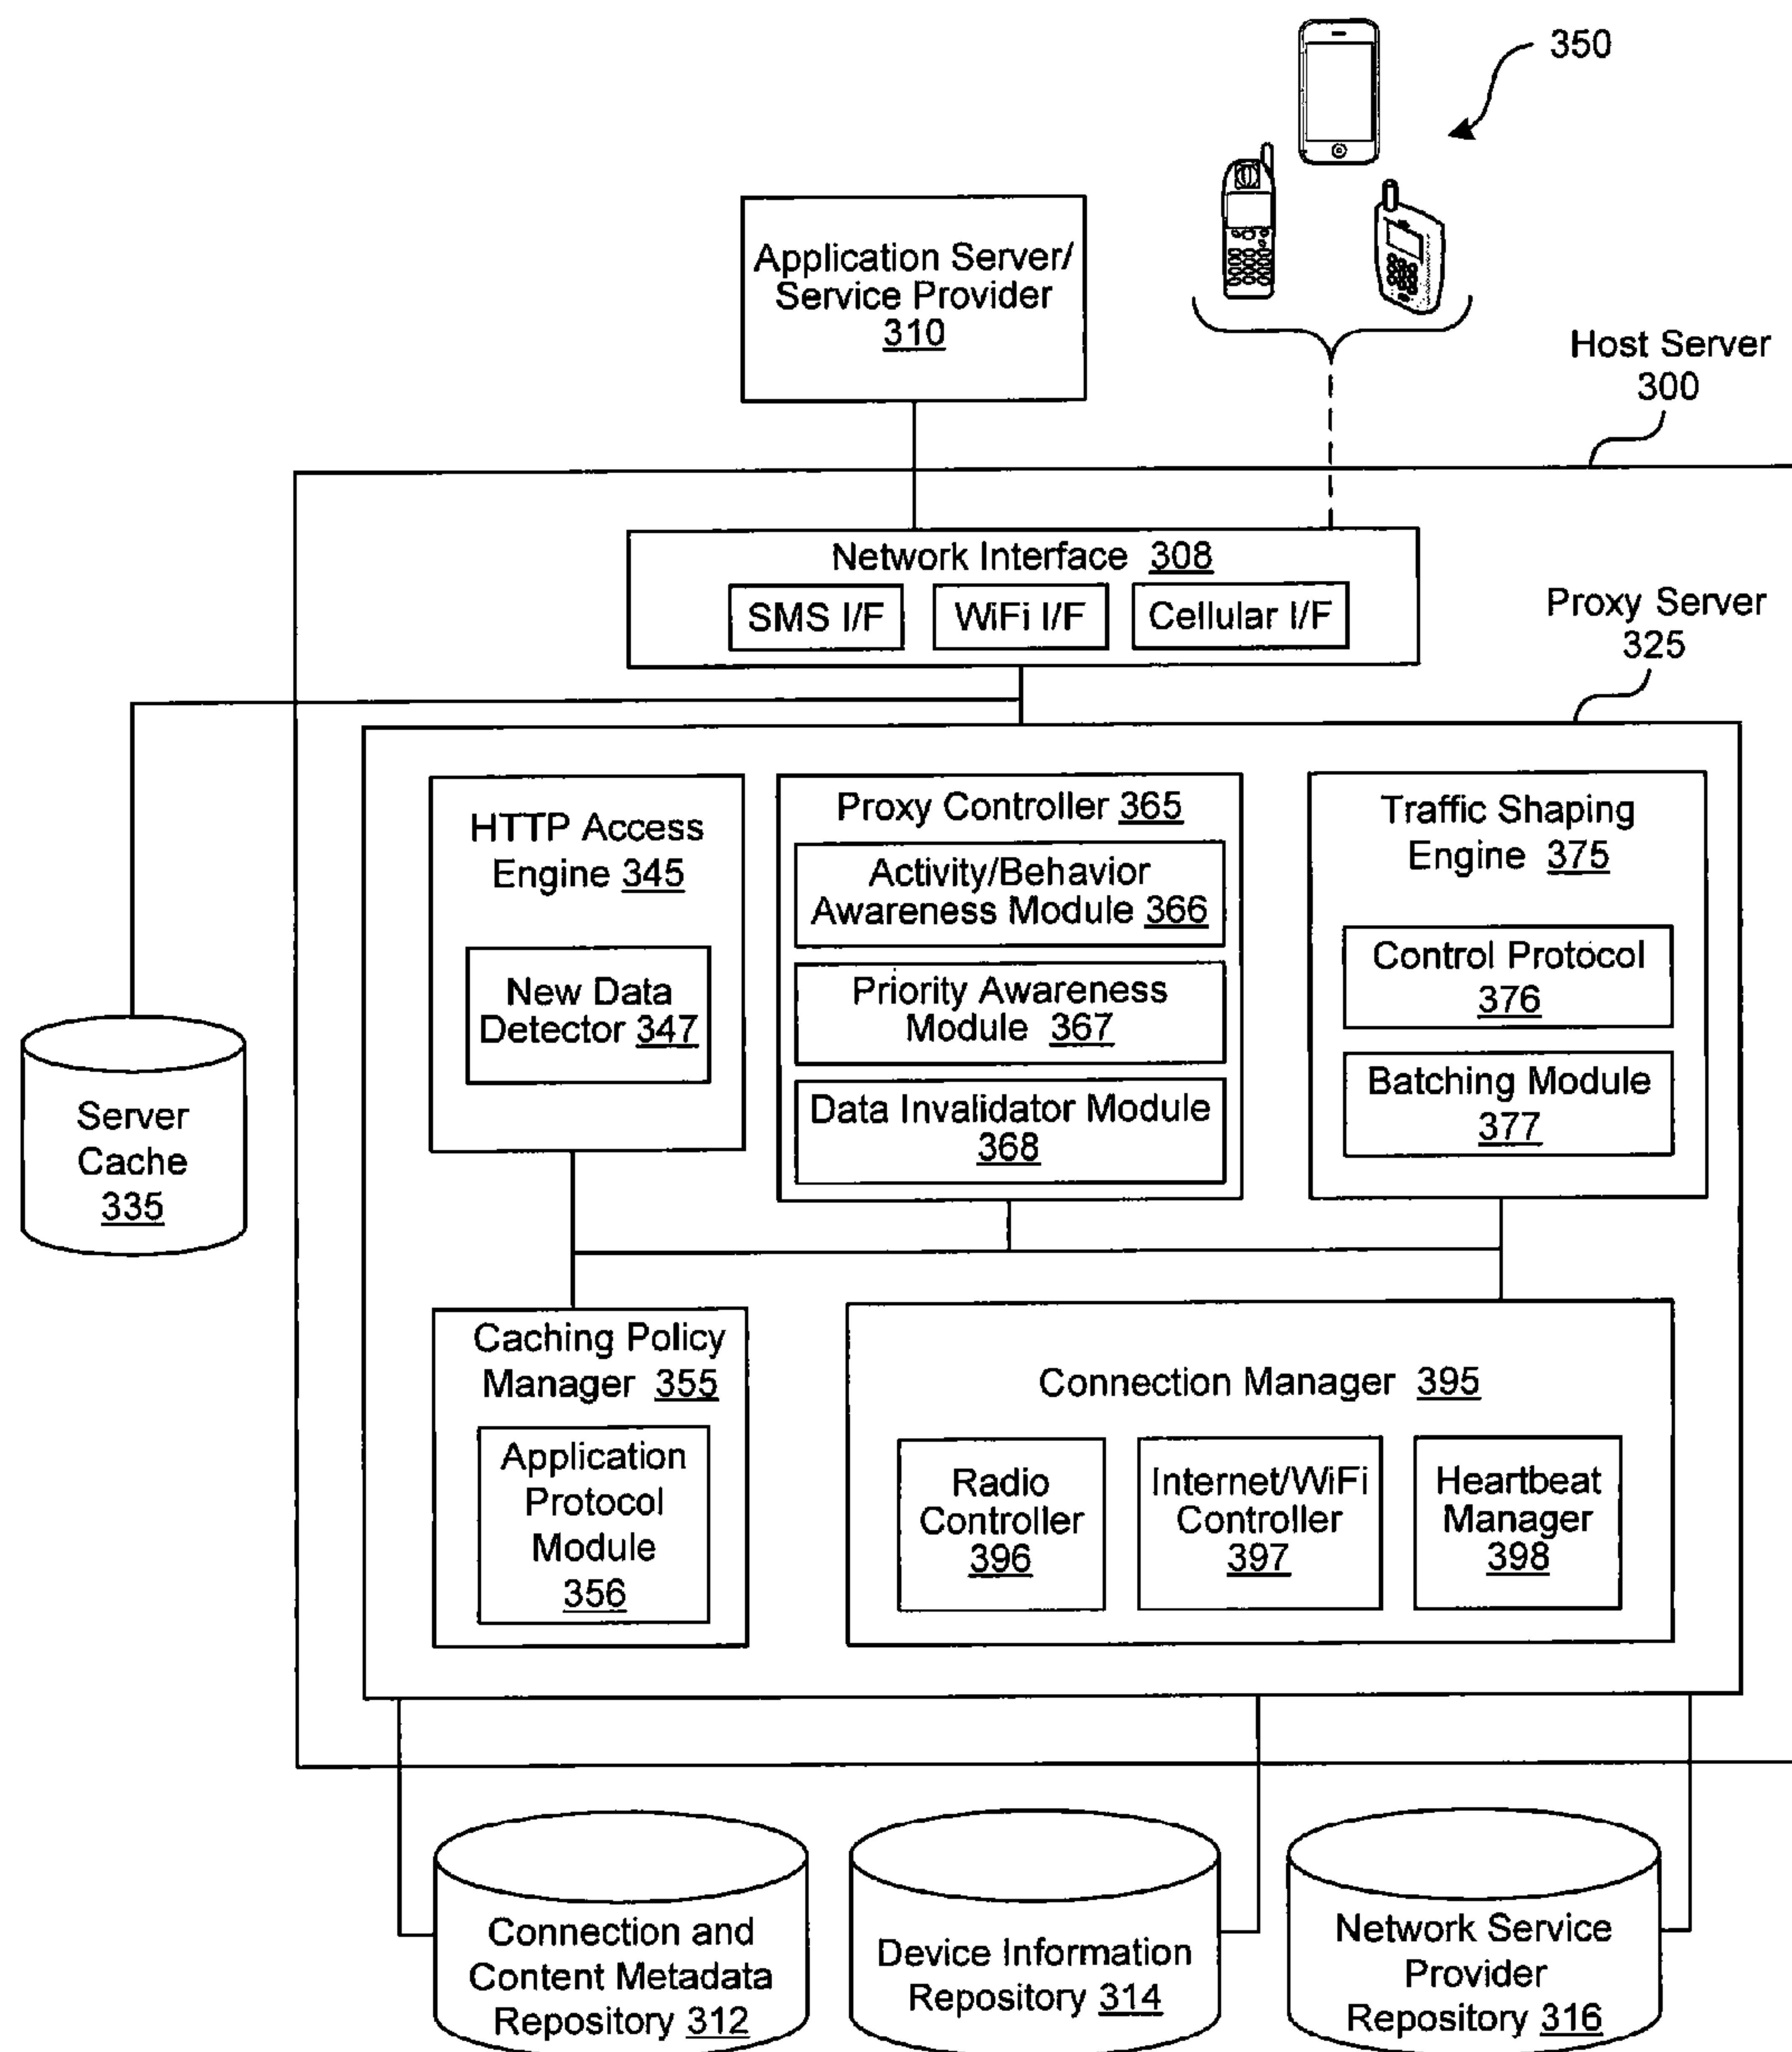 350
Application Server/
Service Provider
310
Host Server
300
Network Interface 308
SMS I/F
WiFi I/F
Cellular I/F
Proxy Server
325
HTTP Access
Engine 345
New Data
Detector 347
Proxy Controller 365
Activity/Behavior
Awareness Module 366
Priority Awareness
Module 367
Data Invalidator Module
368
Traffic Shaping
Engine 375
Control Protocol
376
Batching Module
377
Server
Cache
335
Caching Policy
Manager 355
Application
Protocol
Module
356
Connection Manager 395
Radio
Controller
396
Internet/WiFi
Controller
397
Heartbeat
Manager
398
Connection and
Content Metadata
Repository 312
Device Information
Repository 314
Network Service
Provider
Repository 316